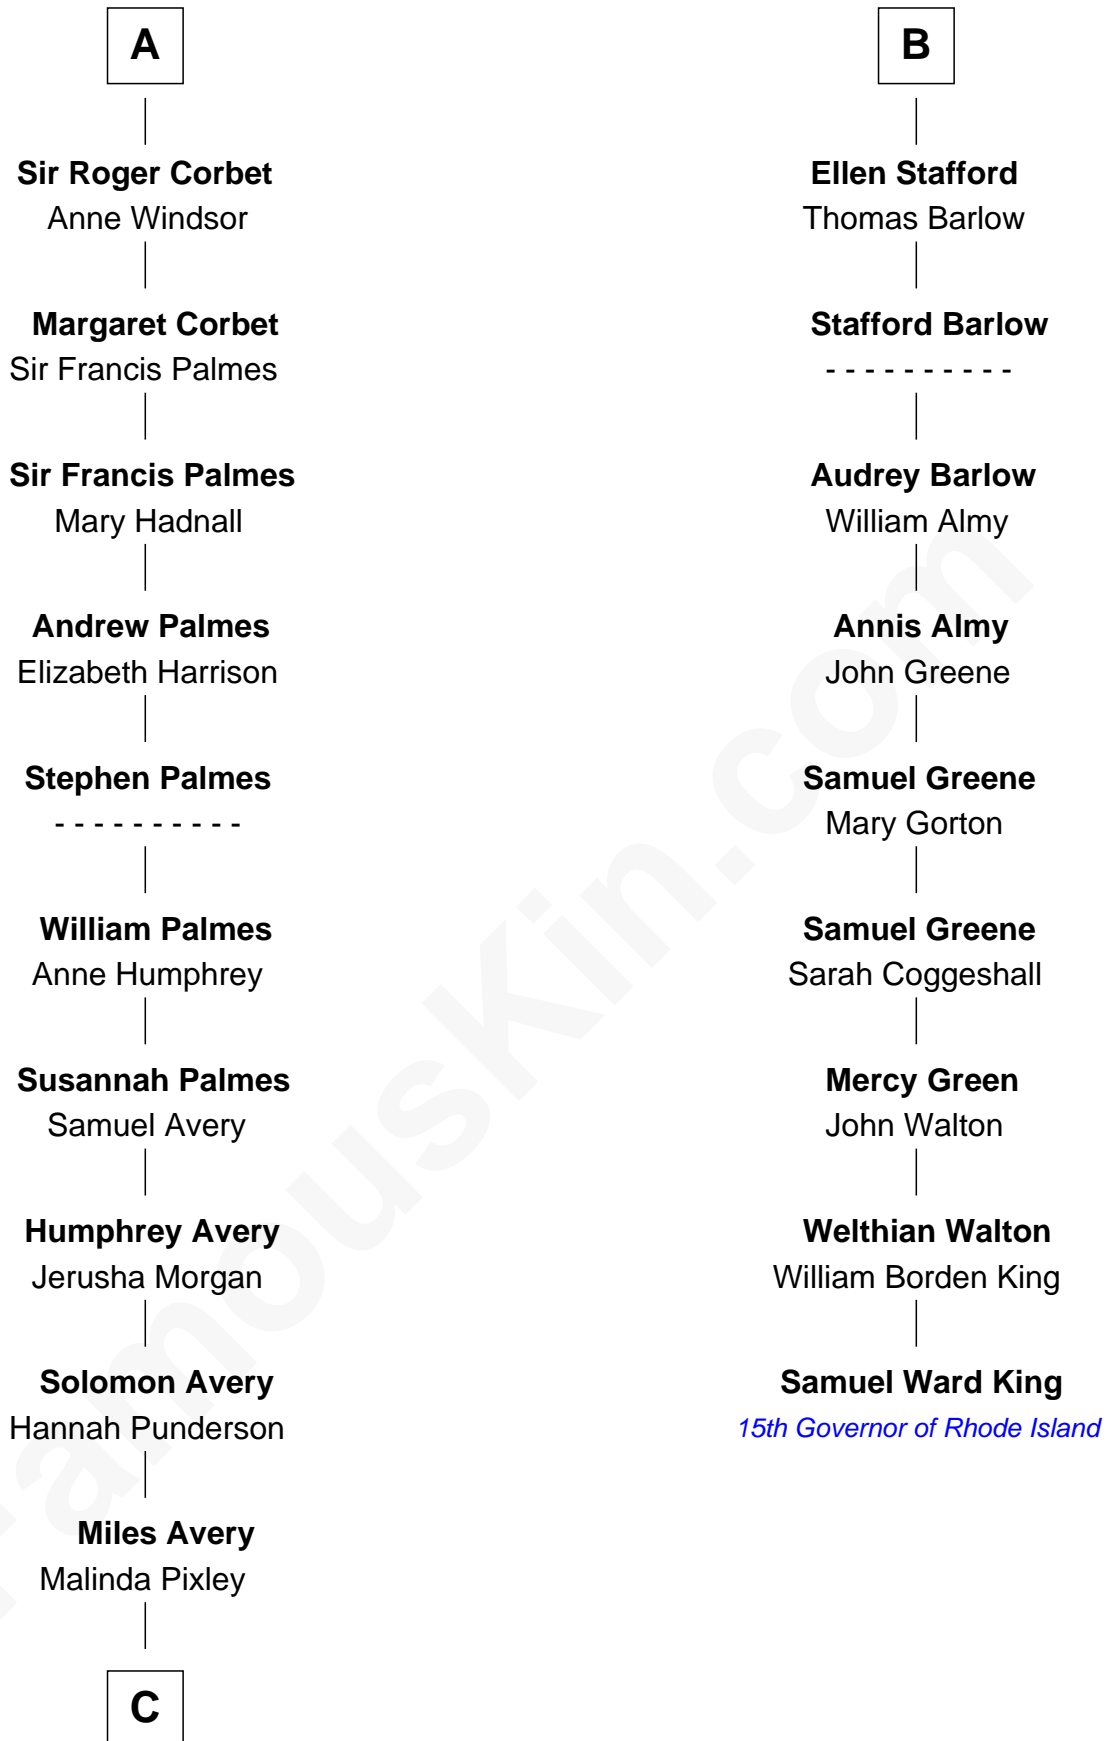 A
Sir Roger Corbet
Anne Windsor
Margaret Corbet
Sir Francis Palmes
Sir Francis Palmes
Mary Hadnall
Andrew Palmes
Elizabeth Harrison
Stephen Palmes
- - - - - - - - - -
William Palmes
Anne Humphrey
Susannah Palmes
Samuel Avery
Humphrey Avery
Jerusha Morgan
Solomon Avery
Hannah Punderson
Miles Avery
Malinda Pixley
C
B
Ellen Stafford
Thomas Barlow
Stafford Barlow
- - - - - - - - - -
Audrey Barlow
William Almy
Annis Almy
John Greene
Samuel Greene
Mary Gorton
Samuel Greene
Sarah Coggeshall
Mercy Green
John Walton
Welthian Walton
William Borden King
Samuel Ward King
15th Governor of Rhode Island
FamousKin.com